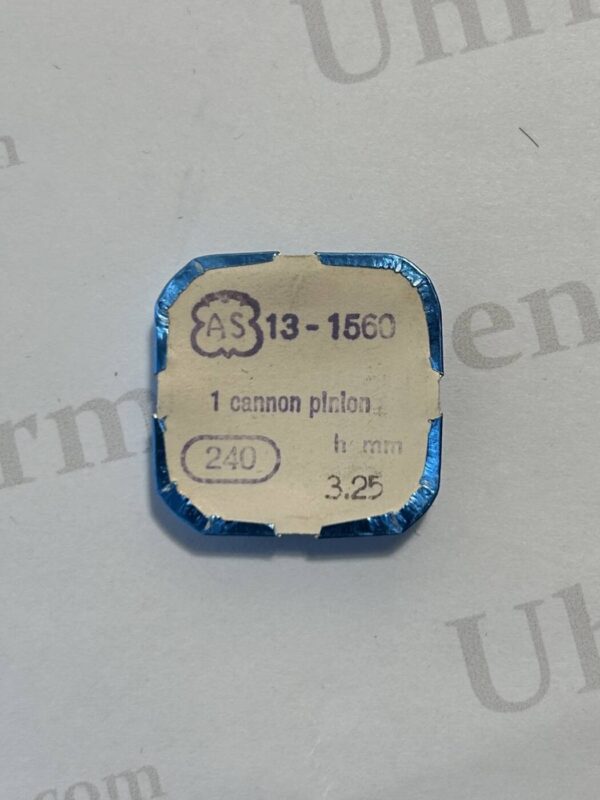 AS 13-1560
1 cannon pinion
240
h mm
3.25